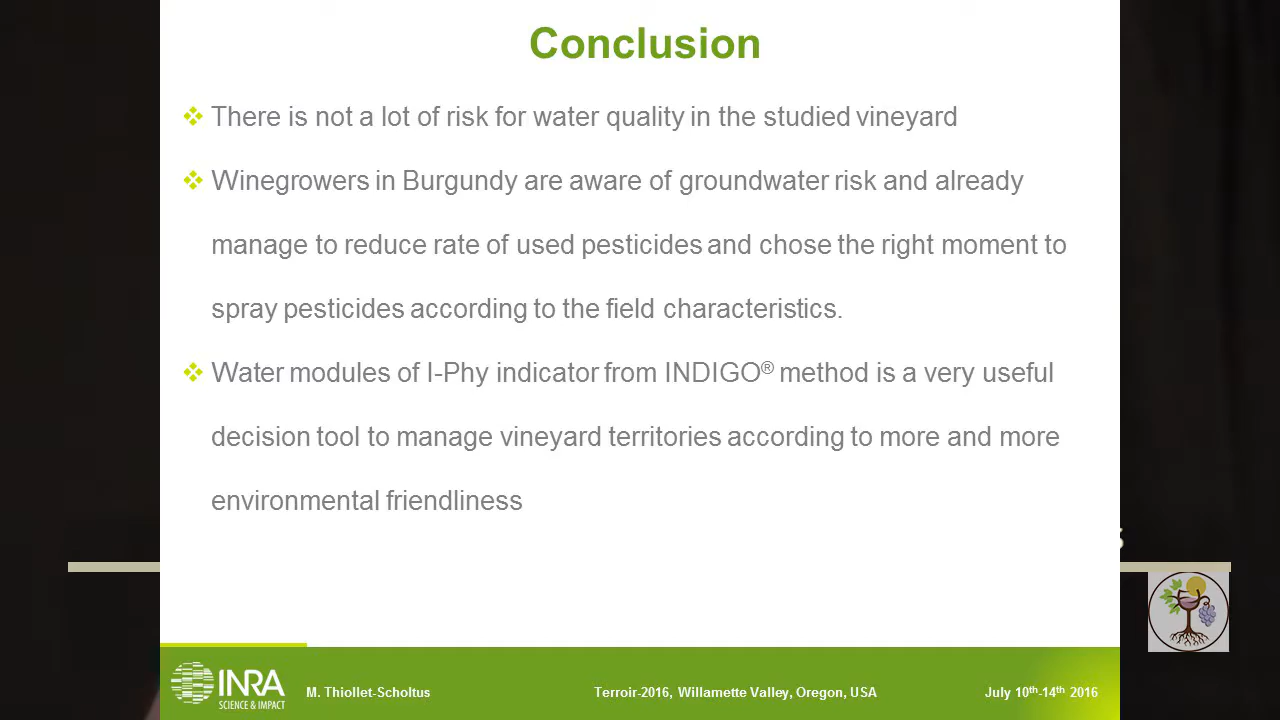 Conclusion
There is not a lot of risk for water quality in the studied vineyard
Winegrowers in Burgundy are aware of groundwater risk and already
manage to reduce rate of used pesticides and chose the right moment to
spray pesticides according to the field characteristics.
Water modules of I-Phy indicator from INDIGO® method is a very useful
decision tool to manage vineyard territories according to more and more
environmental friendliness
INRA
SCIENCE & IMPACT
M. Thiollet-Scholtus
Terroir-2016, Willamette Valley, Oregon, USA
July 10th-14th 2016